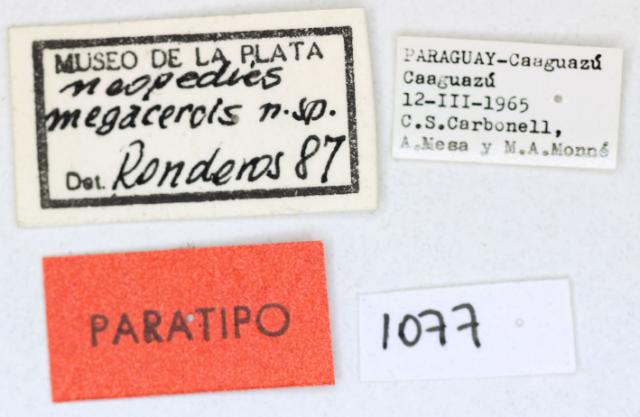 MUSEO DE LA PLATA
neopedies
megacercis n.sp.
Det. Ronderos 87
PARAGUAY-Caaguazú
Caaguazú
12-III-1965
C.S.Carbonell,
A.Mesa y M.A.Monné
PARATIPO
1077